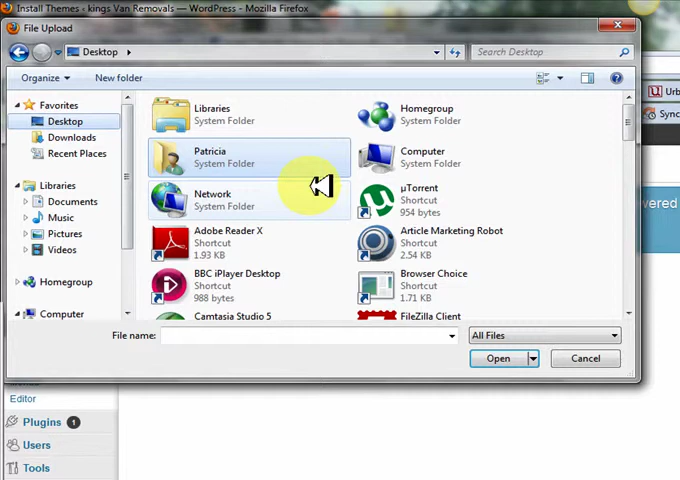 Install Themes ‹ kings Van Removals — WordPress - Mozilla Firefox
File Upload
Desktop
Search Desktop
Organize
New folder
Urb
Sync
Favorites
Desktop
Downloads
Recent Places
Libraries
Documents
Music
Pictures
Videos
Homegroup
Computer
Libraries
System Folder
Homegroup
System Folder
Patricia
System Folder
Computer
System Folder
Network
System Folder
µTorrent
Shortcut
954 bytes
Adobe Reader X
Shortcut
1.93 KB
Article Marketing Robot
Shortcut
2.54 KB
BBC iPlayer Desktop
Shortcut
988 bytes
Browser Choice
Shortcut
1.71 KB
Camtasia Studio 5
FileZilla Client
wered
File name:
All Files
Open
Cancel
Editor
Plugins 1
Users
Tools